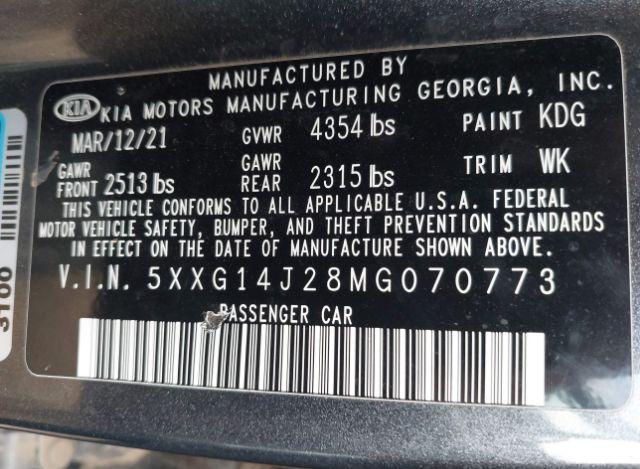 MANUFACTURED BY
KIA KIA MOTORS MANUFACTURING GEORGIA, INC.
MAR/12/21 GVWR 4354 lbs PAINT KDG
GAWR FRONT 2513 lbs GAWR REAR 2315 lbs TRIM WK
THIS VEHICLE CONFORMS TO ALL APPLICABLE U.S.A. FEDERAL
MOTOR VEHICLE SAFETY, BUMPER, AND THEFT PREVENTION STANDARDS
IN EFFECT ON THE DATE OF MANUFACTURE SHOWN ABOVE.
V.I.N. 5XXG14J28MG070773
PASSENGER CAR
3100